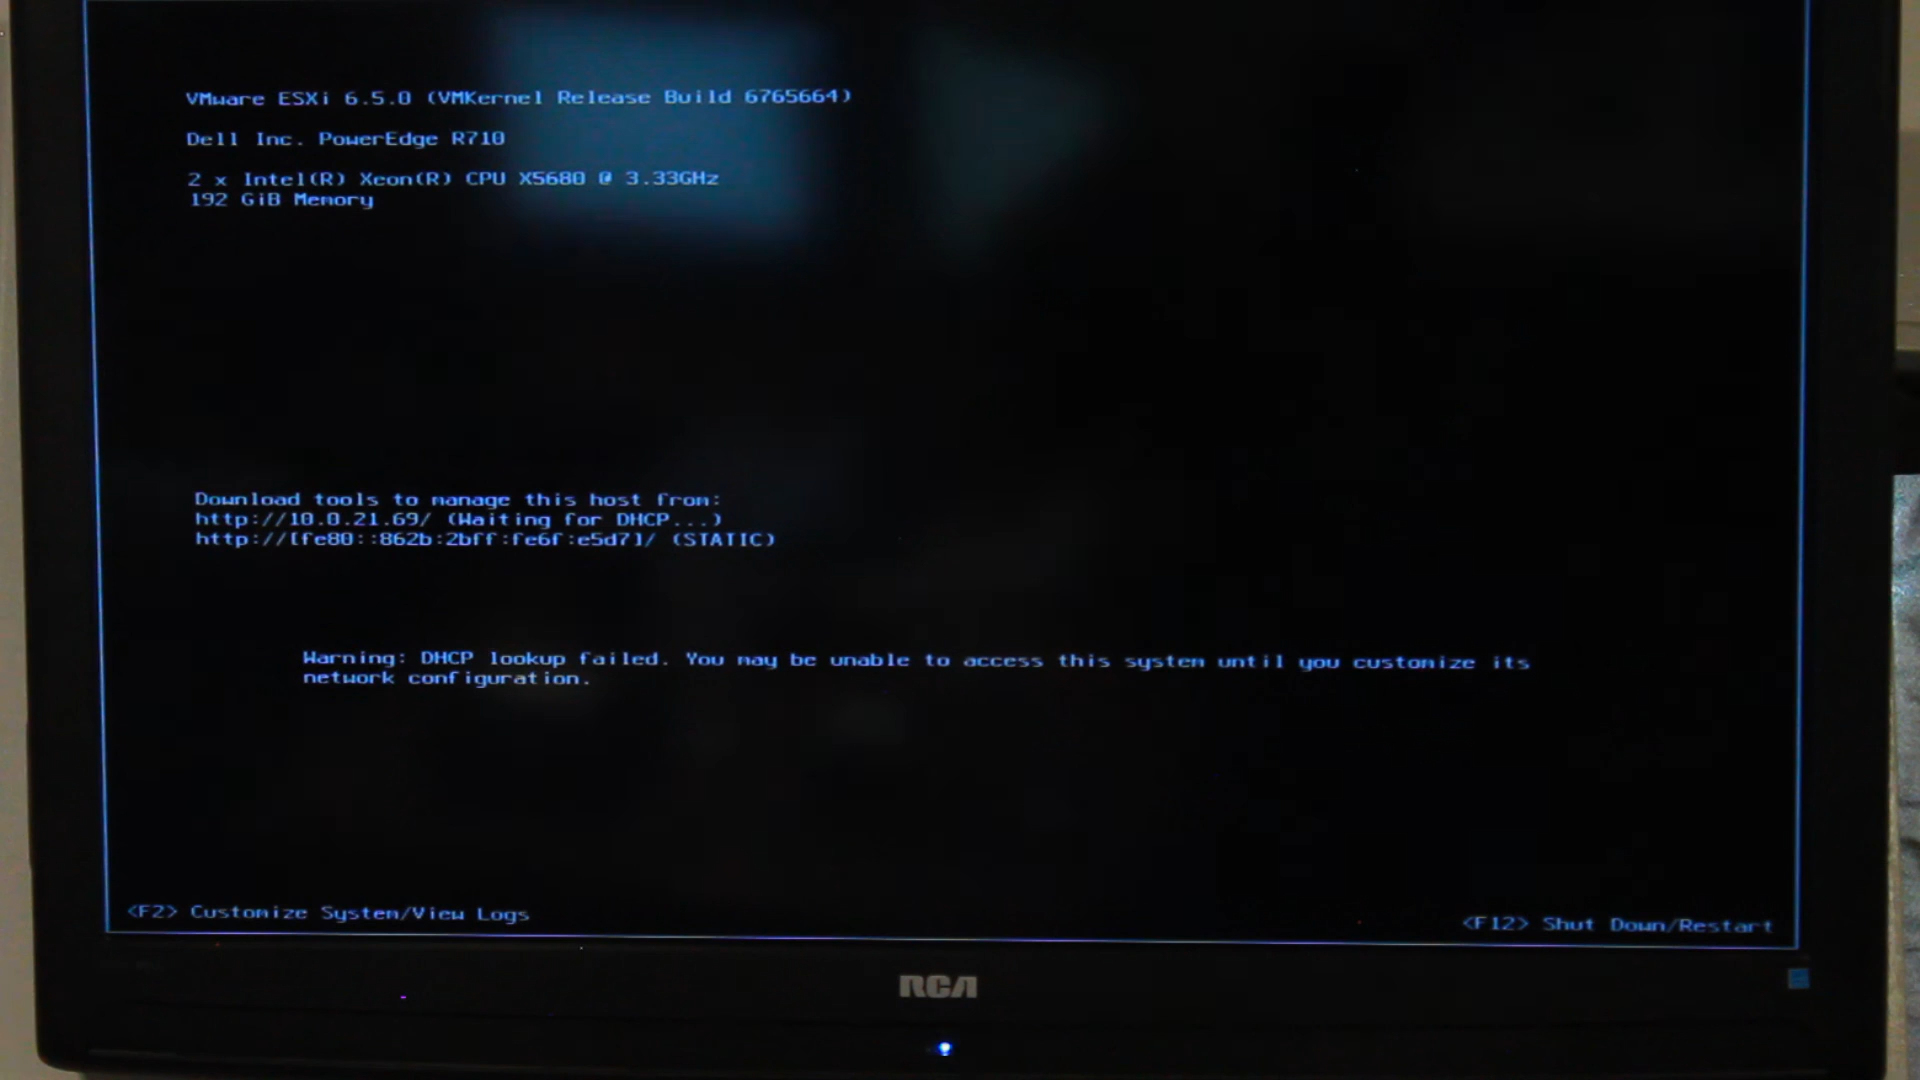 VMware ESXi 6.5.0 (VMKernel Release Build 6765664)
Dell Inc. PowerEdge R710
2 x Intel(R) Xeon(R) CPU X5680 @ 3.33GHz
192 GiB Memory
Download tools to manage this host from:
http://10.0.21.69/ (Waiting for DHCP...)
http://[fe80::862b:2bff:fe6f:e5d7]/ (STATIC)
Warning: DHCP lookup failed. You may be unable to access this system until you customize its
network configuration.
<F2> Customize System/View Logs
<F12> Shut Down/Restart
RCA